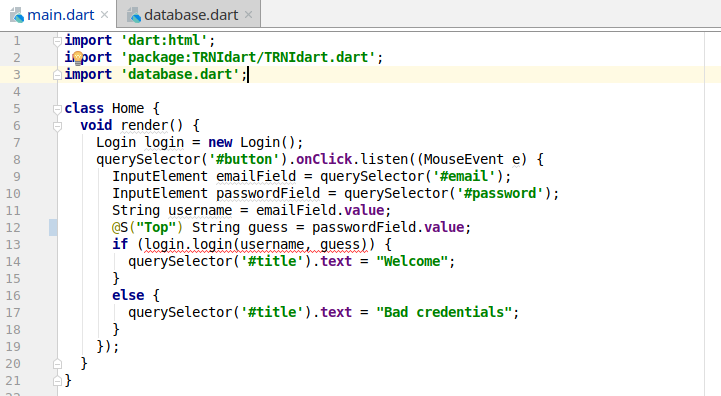 main.dart × database.dart ×
1 import 'dart:html';
2 import 'package:TRNIdart/TRNIdart.dart';
3 import 'database.dart';
4
5 class Home {
6 void render() {
7 Login login = new Login();
8 querySelector('#button').onClick.listen((MouseEvent e) {
9 InputElement emailField = querySelector('#email');
10 InputElement passwordField = querySelector('#password');
11 String username = emailField.value;
12 @S("Top") String guess = passwordField.value;
13 if (login.login(username, guess)) {
14 querySelector('#title').text = "Welcome";
15 }
16 else {
17 querySelector('#title').text = "Bad credentials";
18 }
19 });
20 }
21 }